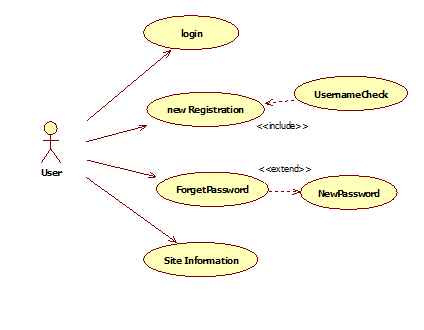 login
UsernameCheck
new Registration
<<include>>
User
<<extend>>
ForgetPassword
NewPassword
Site Information